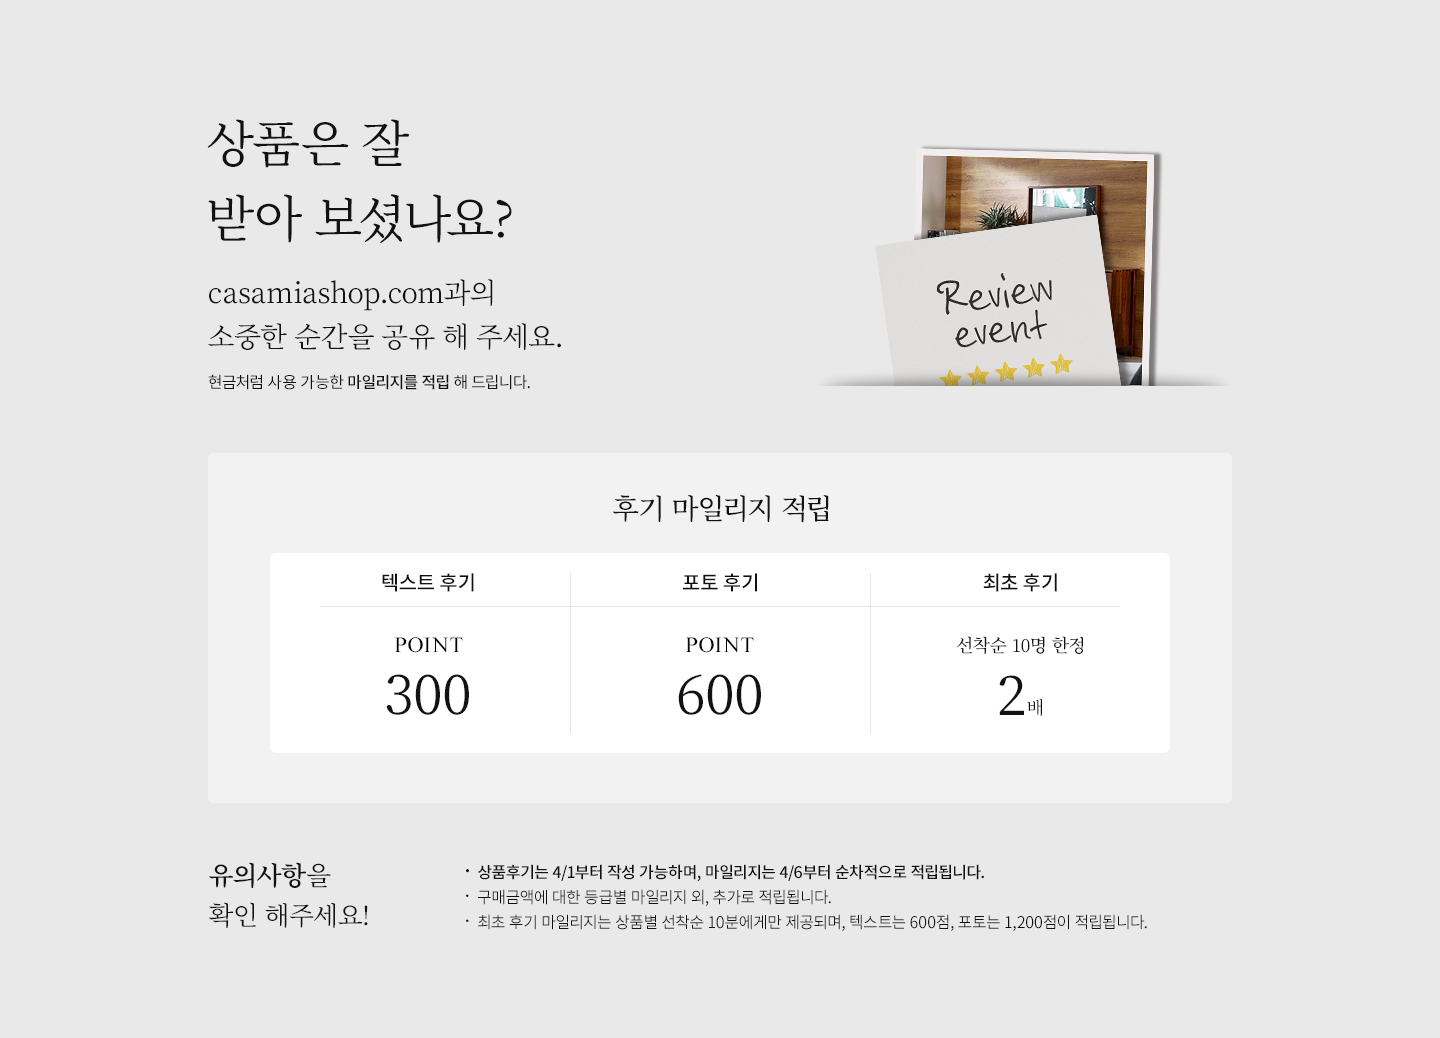 상품은 잘
받아 보셨나요?
casamiashop.com과의
소중한 순간을 공유 해 주세요.
현금처럼 사용 가능한 마일리지를 적립 해 드립니다.
Review
event
후기 마일리지 적립
텍스트 후기
포토 후기
최초 후기
POINT
300
POINT
600
선착순 10명 한정
2배
유의사항을
확인 해주세요!
· 상품후기는 4/1부터 작성 가능하며, 마일리지는 4/6부터 순차적으로 적립됩니다.
· 구매금액에 대한 등급별 마일리지 외, 추가로 적립됩니다.
· 최초 후기 마일리지는 상품별 선착순 10분에게만 제공되며, 텍스트는 600점, 포토는 1,200점이 적립됩니다.